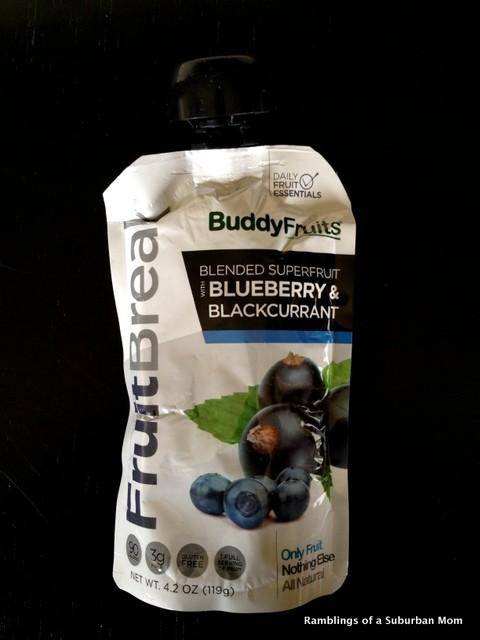 DAILY
FRUIT
ESSENTIALS
BuddyFruits
FruitBreak
BLENDED SUPERFRUIT
WITH BLUEBERRY &
BLACKCURRANT
90
3g
GLUTEN
FREE
1 FULL
SERVING
Only Fruit
Nothing Else
All Natural
NET WT. 4.2 OZ (119g)
Ramblings of a Suburban Mom